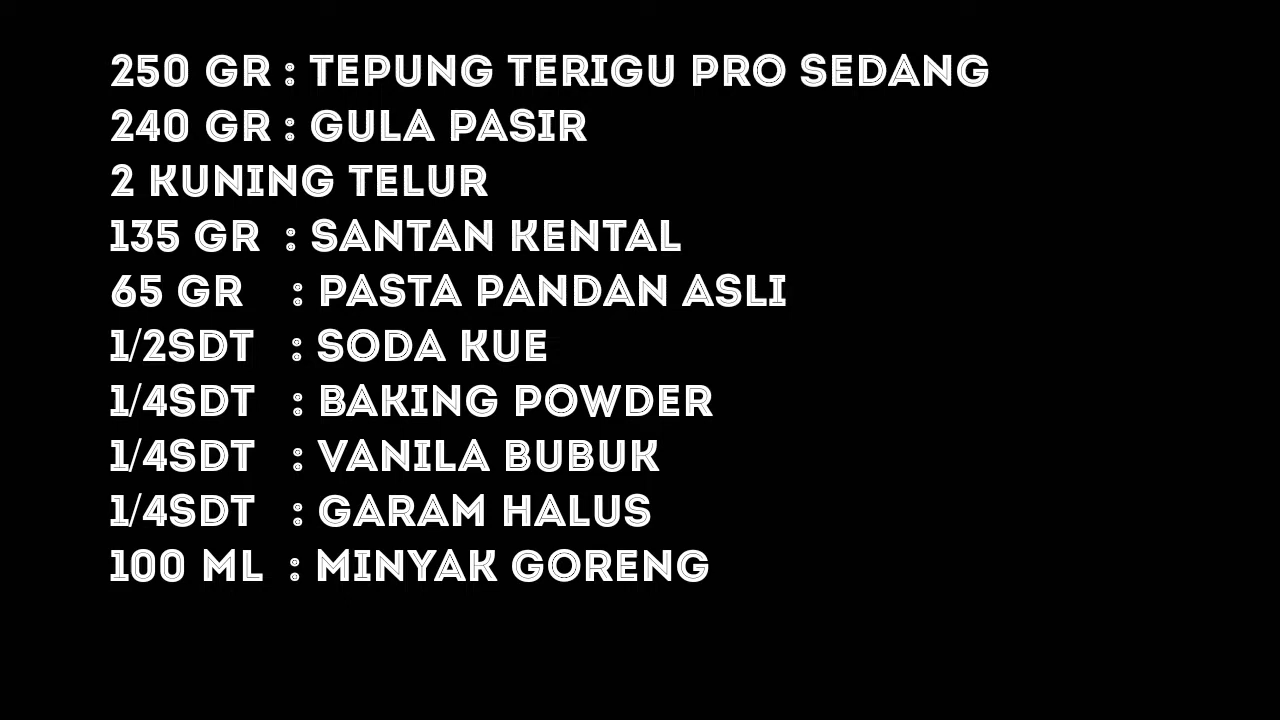 250 GR : TEPUNG TERIGU PRO SEDANG
240 GR : GULA PASIR
2 KUNING TELUR
135 GR : SANTAN KENTAL
65 GR : PASTA PANDAN ASLI
1/2SDT : SODA KUE
1/4SDT : BAKING POWDER
1/4SDT : VANILA BUBUK
1/4SDT : GARAM HALUS
100 ML : MINYAK GORENG